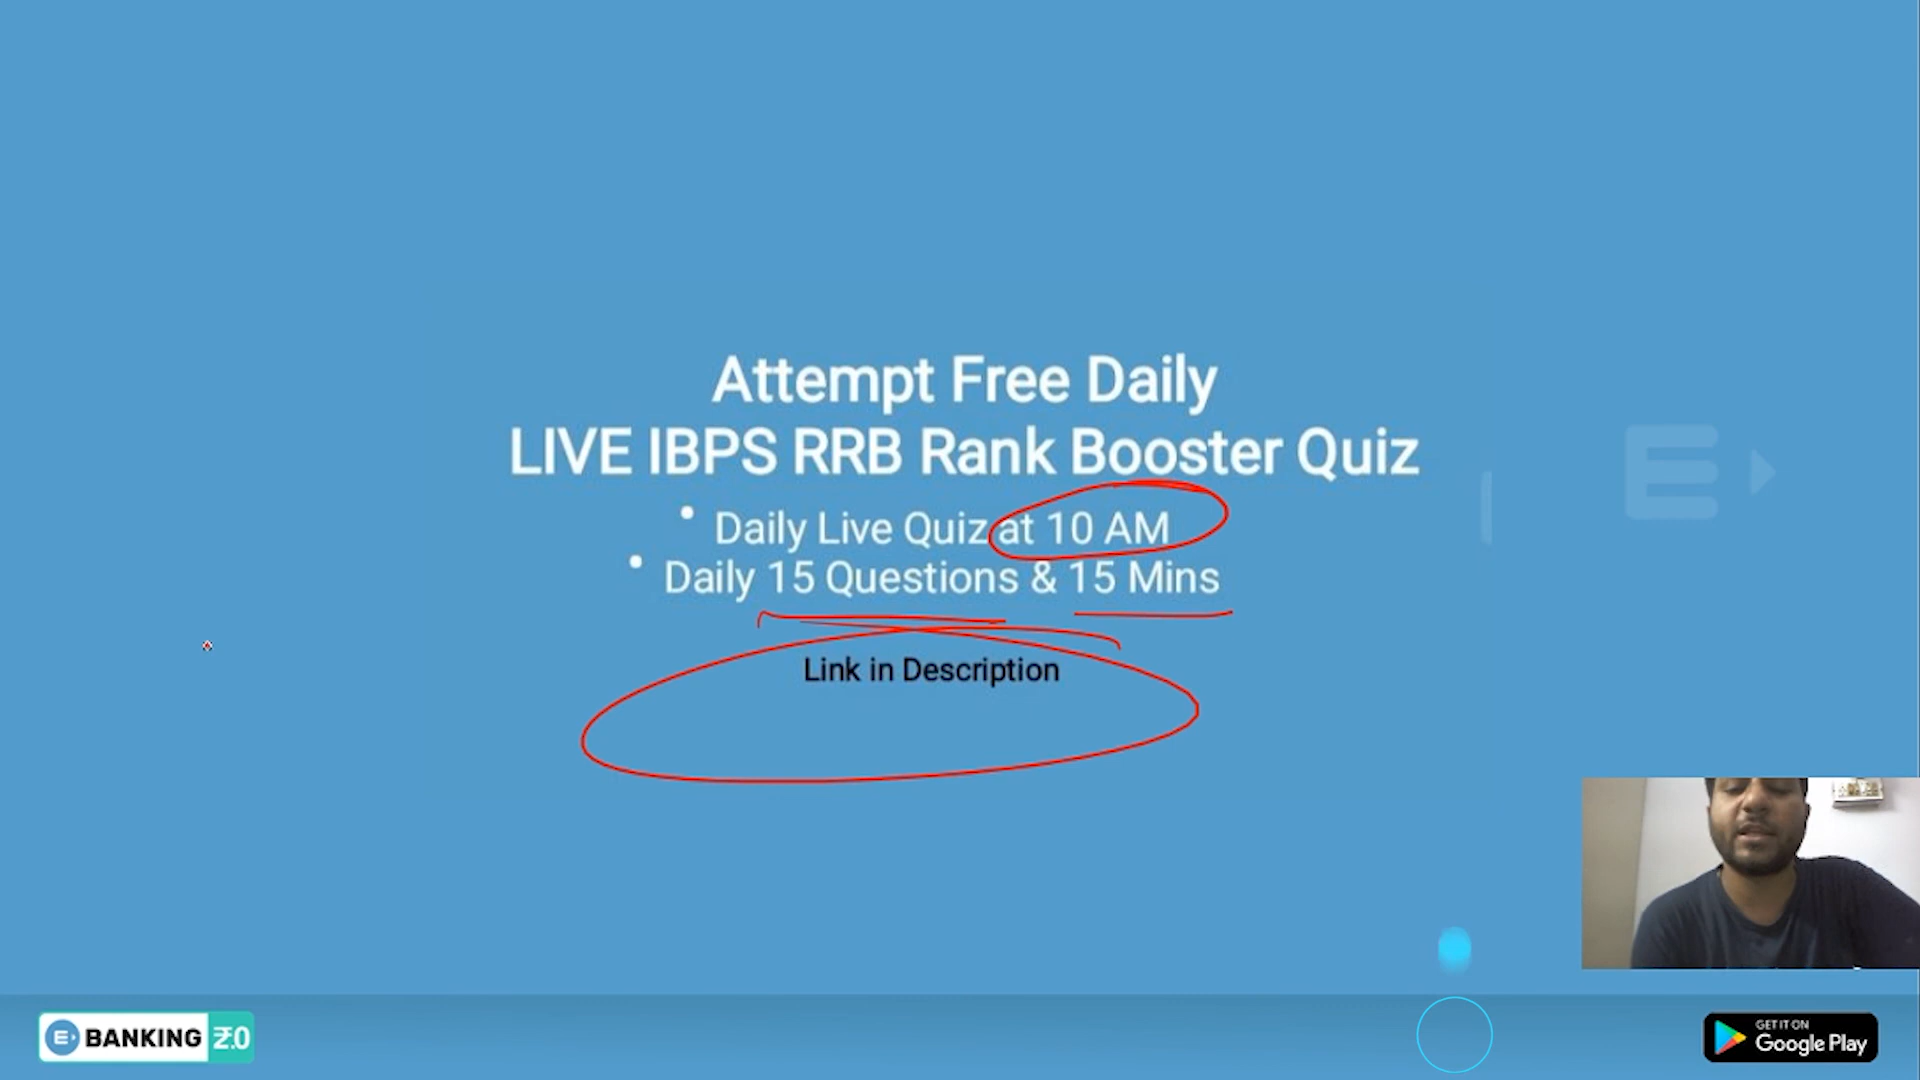 Attempt Free Daily
LIVE IBPS RRB Rank Booster Quiz
• Daily Live Quiz at 10 AM
• Daily 15 Questions & 15 Mins
Link in Description
E
E BANKING ₹2.0
GET IT ON
Google Play